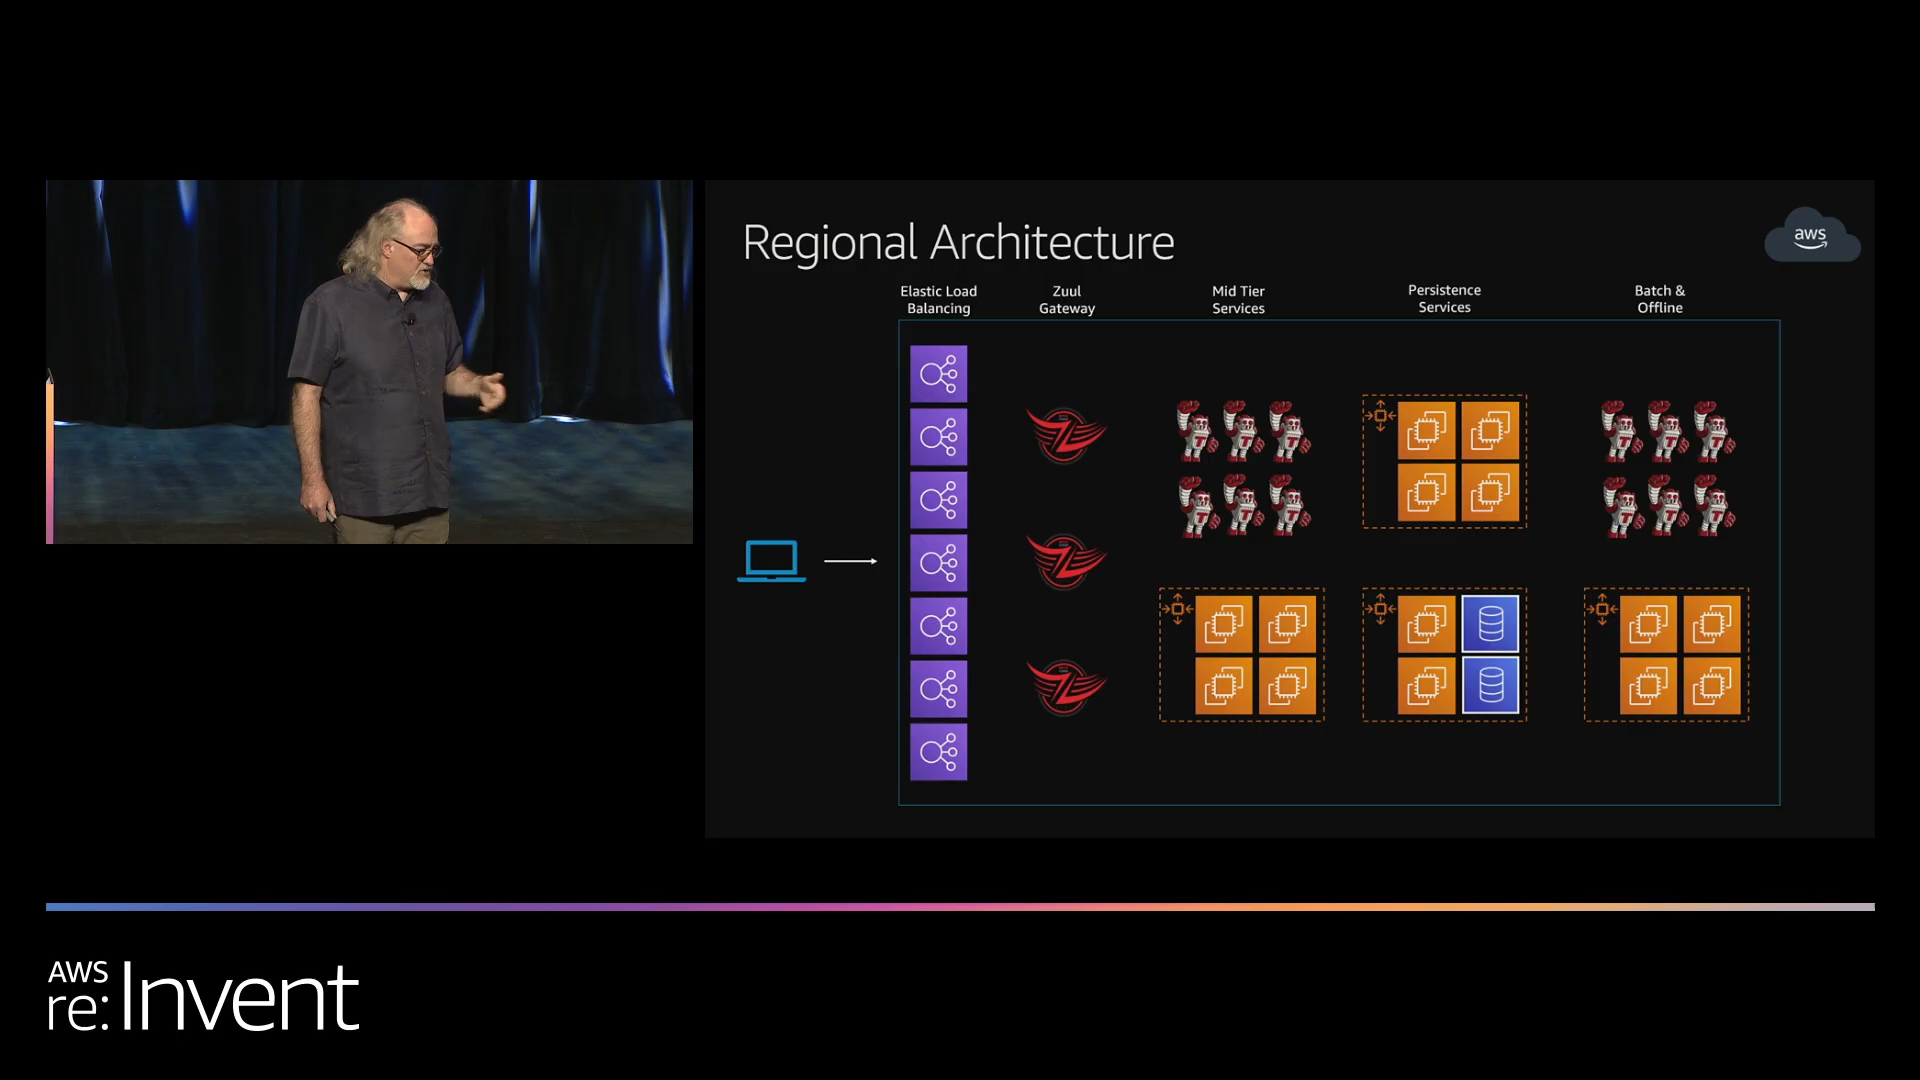 Regional Architecture
aws
Elastic Load
Balancing
Zuul
Gateway
Mid Tier
Services
Persistence
Services
Batch &
Offline
Z
Z
Z
T
T
T
T
T
T
T
T
T
T
T
T
AWS
re:Invent